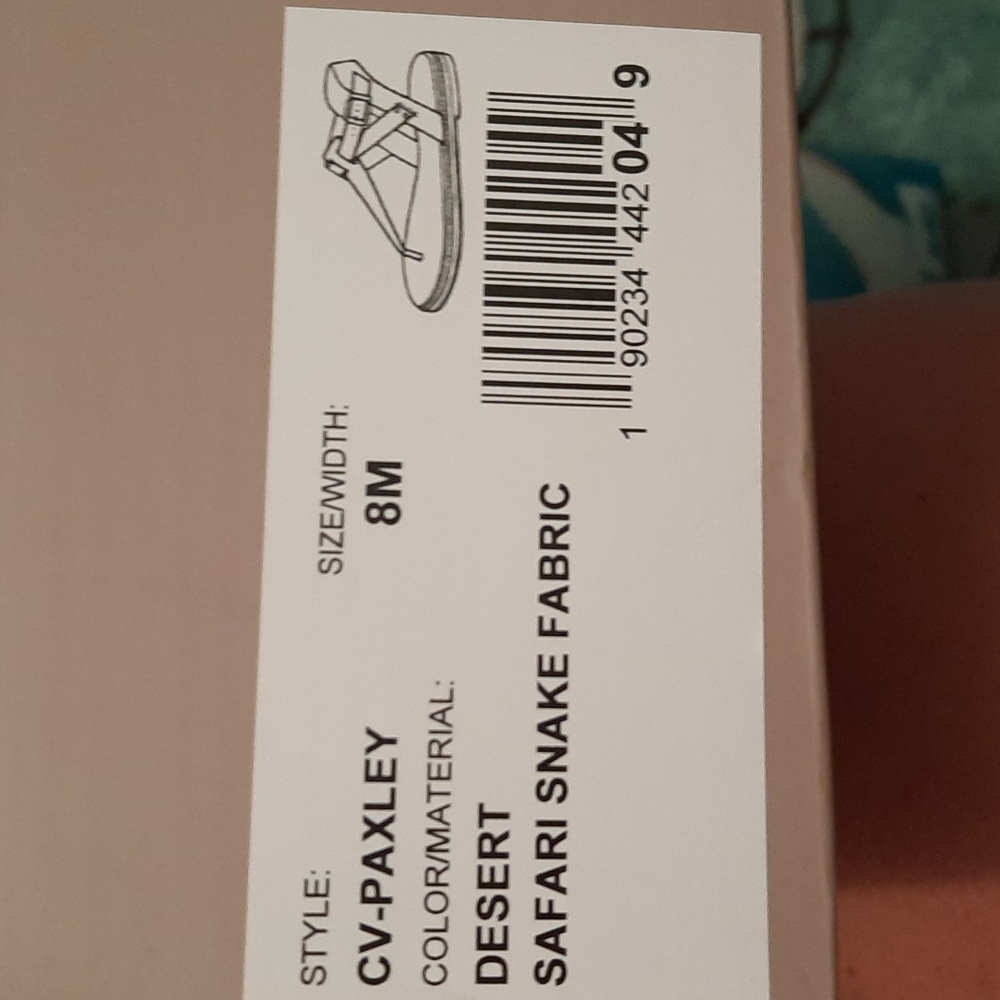 STYLE:
CV-PAXLEY
SIZE/WIDTH:
8M
COLOR/MATERIAL:
DESERT
SAFARI SNAKE FABRIC
1 90234 442 04 9